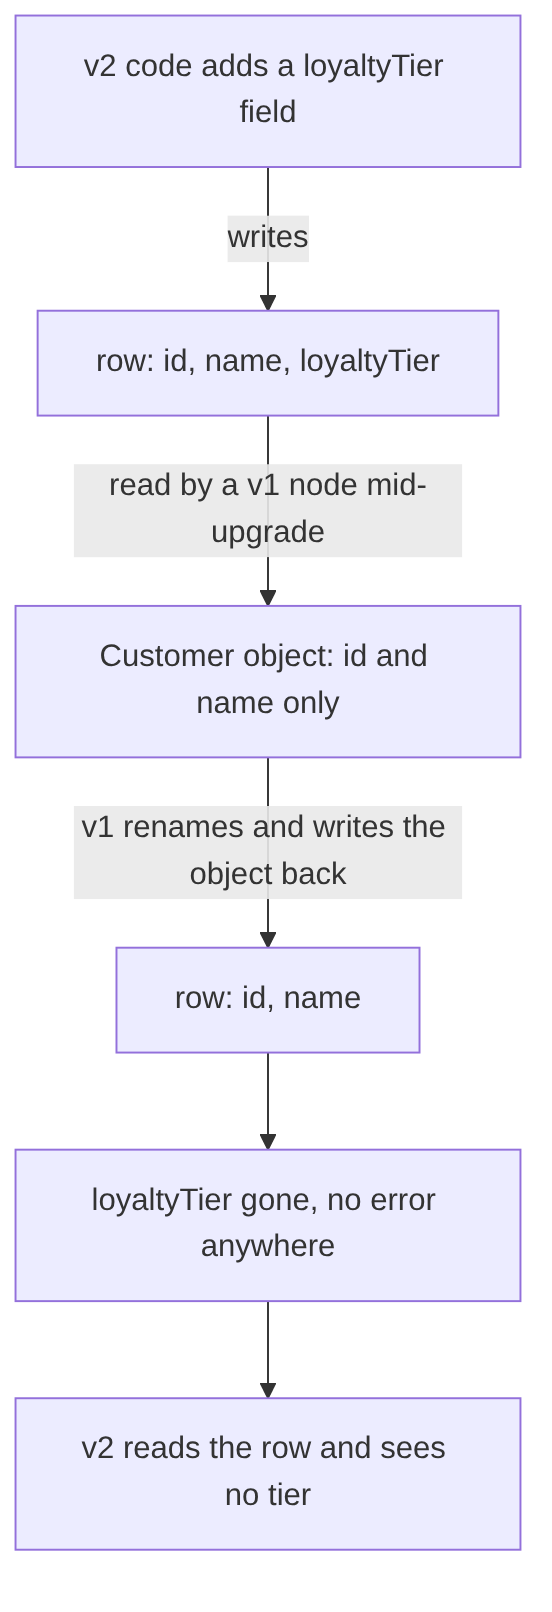 v2 code adds a loyaltyTier
field
writes
row: id, name, loyaltyTier
read by a v1 node mid-
upgrade
Customer object: id and
name only
v1 renames and writes the
object back
row: id, name
loyaltyTier gone, no error
anywhere
v2 reads the row and sees
no tier